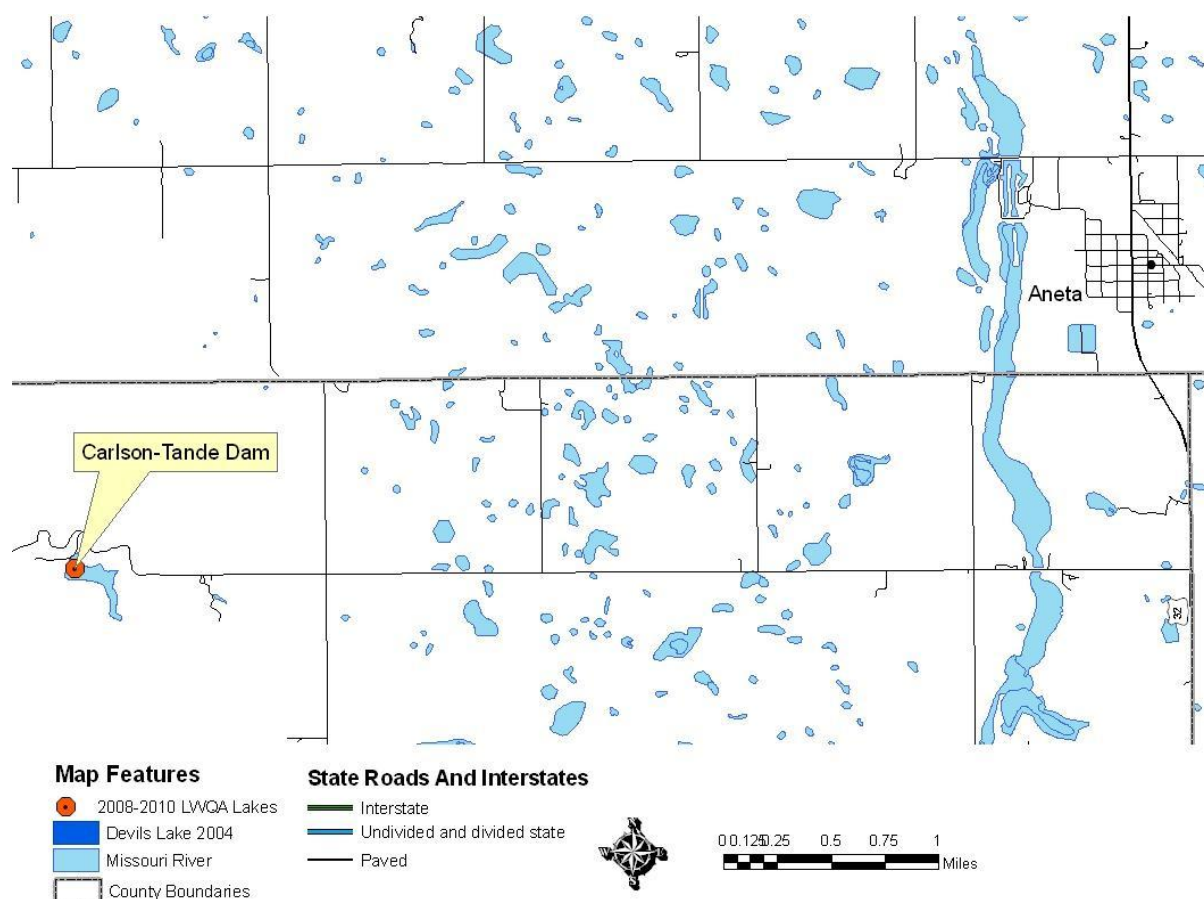 Aneta
Carlson-Tande Dam
32
Map Features
2008-2010 LWQA Lakes
Devils Lake 2004
Missouri River
County Boundaries
State Roads And Interstates
Interstate
Undivided and divided state
Paved
N
W E
S
0 0.125 0.25 0.5 0.75 1
Miles